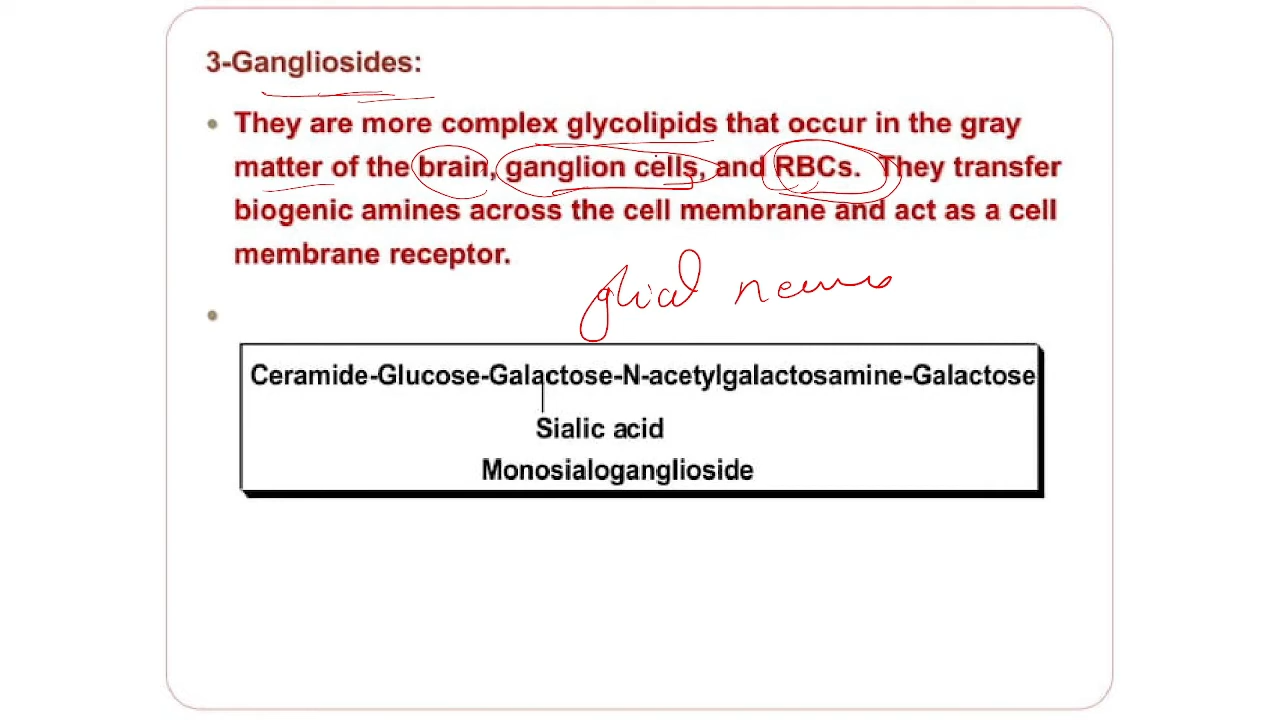 3-Gangliosides:
They are more complex glycolipids that occur in the gray
matter of the brain, ganglion cells, and RBCs. They transfer
biogenic amines across the cell membrane and act as a cell
membrane receptor.
glial
Ceramide-Glucose-Galactose-N-acetylgalactosamine-Galactose
Sialic acid
Monosialoganglioside